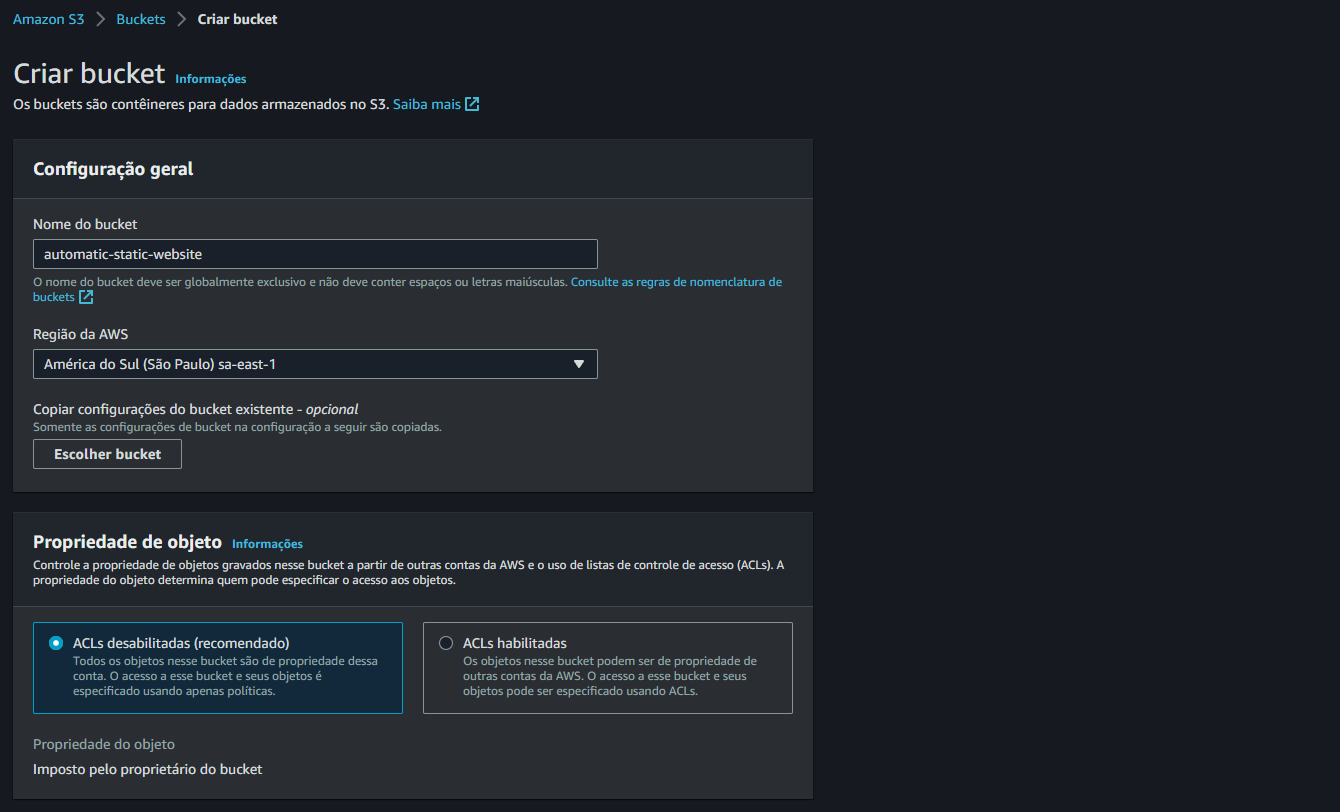 Amazon S3 > Buckets > Criar bucket
Criar bucket Informações
Os buckets são contêineres para dados armazenados no S3. Saiba mais
Configuração geral
Nome do bucket
automatic-static-website
O nome do bucket deve ser globalmente exclusivo e não deve conter espaços ou letras maiúsculas. Consulte as regras de nomenclatura de
buckets
Região da AWS
América do Sul (São Paulo) sa-east-1
Copiar configurações do bucket existente - opcional
Somente as configurações de bucket na configuração a seguir são copiadas.
Escolher bucket
Propriedade de objeto Informações
Controle a propriedade de objetos gravados nesse bucket a partir de outras contas da AWS e o uso de listas de controle de acesso (ACLs). A
propriedade do objeto determina quem pode especificar o acesso aos objetos.
ACLs desabilitadas (recomendado)
Todos os objetos nesse bucket são de propriedade dessa
conta. O acesso a esse bucket e seus objetos é
especificado usando apenas políticas.
ACLs habilitadas
Os objetos nesse bucket podem ser de propriedade de
outras contas da AWS. O acesso a esse bucket e seus
objetos pode ser especificado usando ACLs.
Propriedade do objeto
Imposto pelo proprietário do bucket